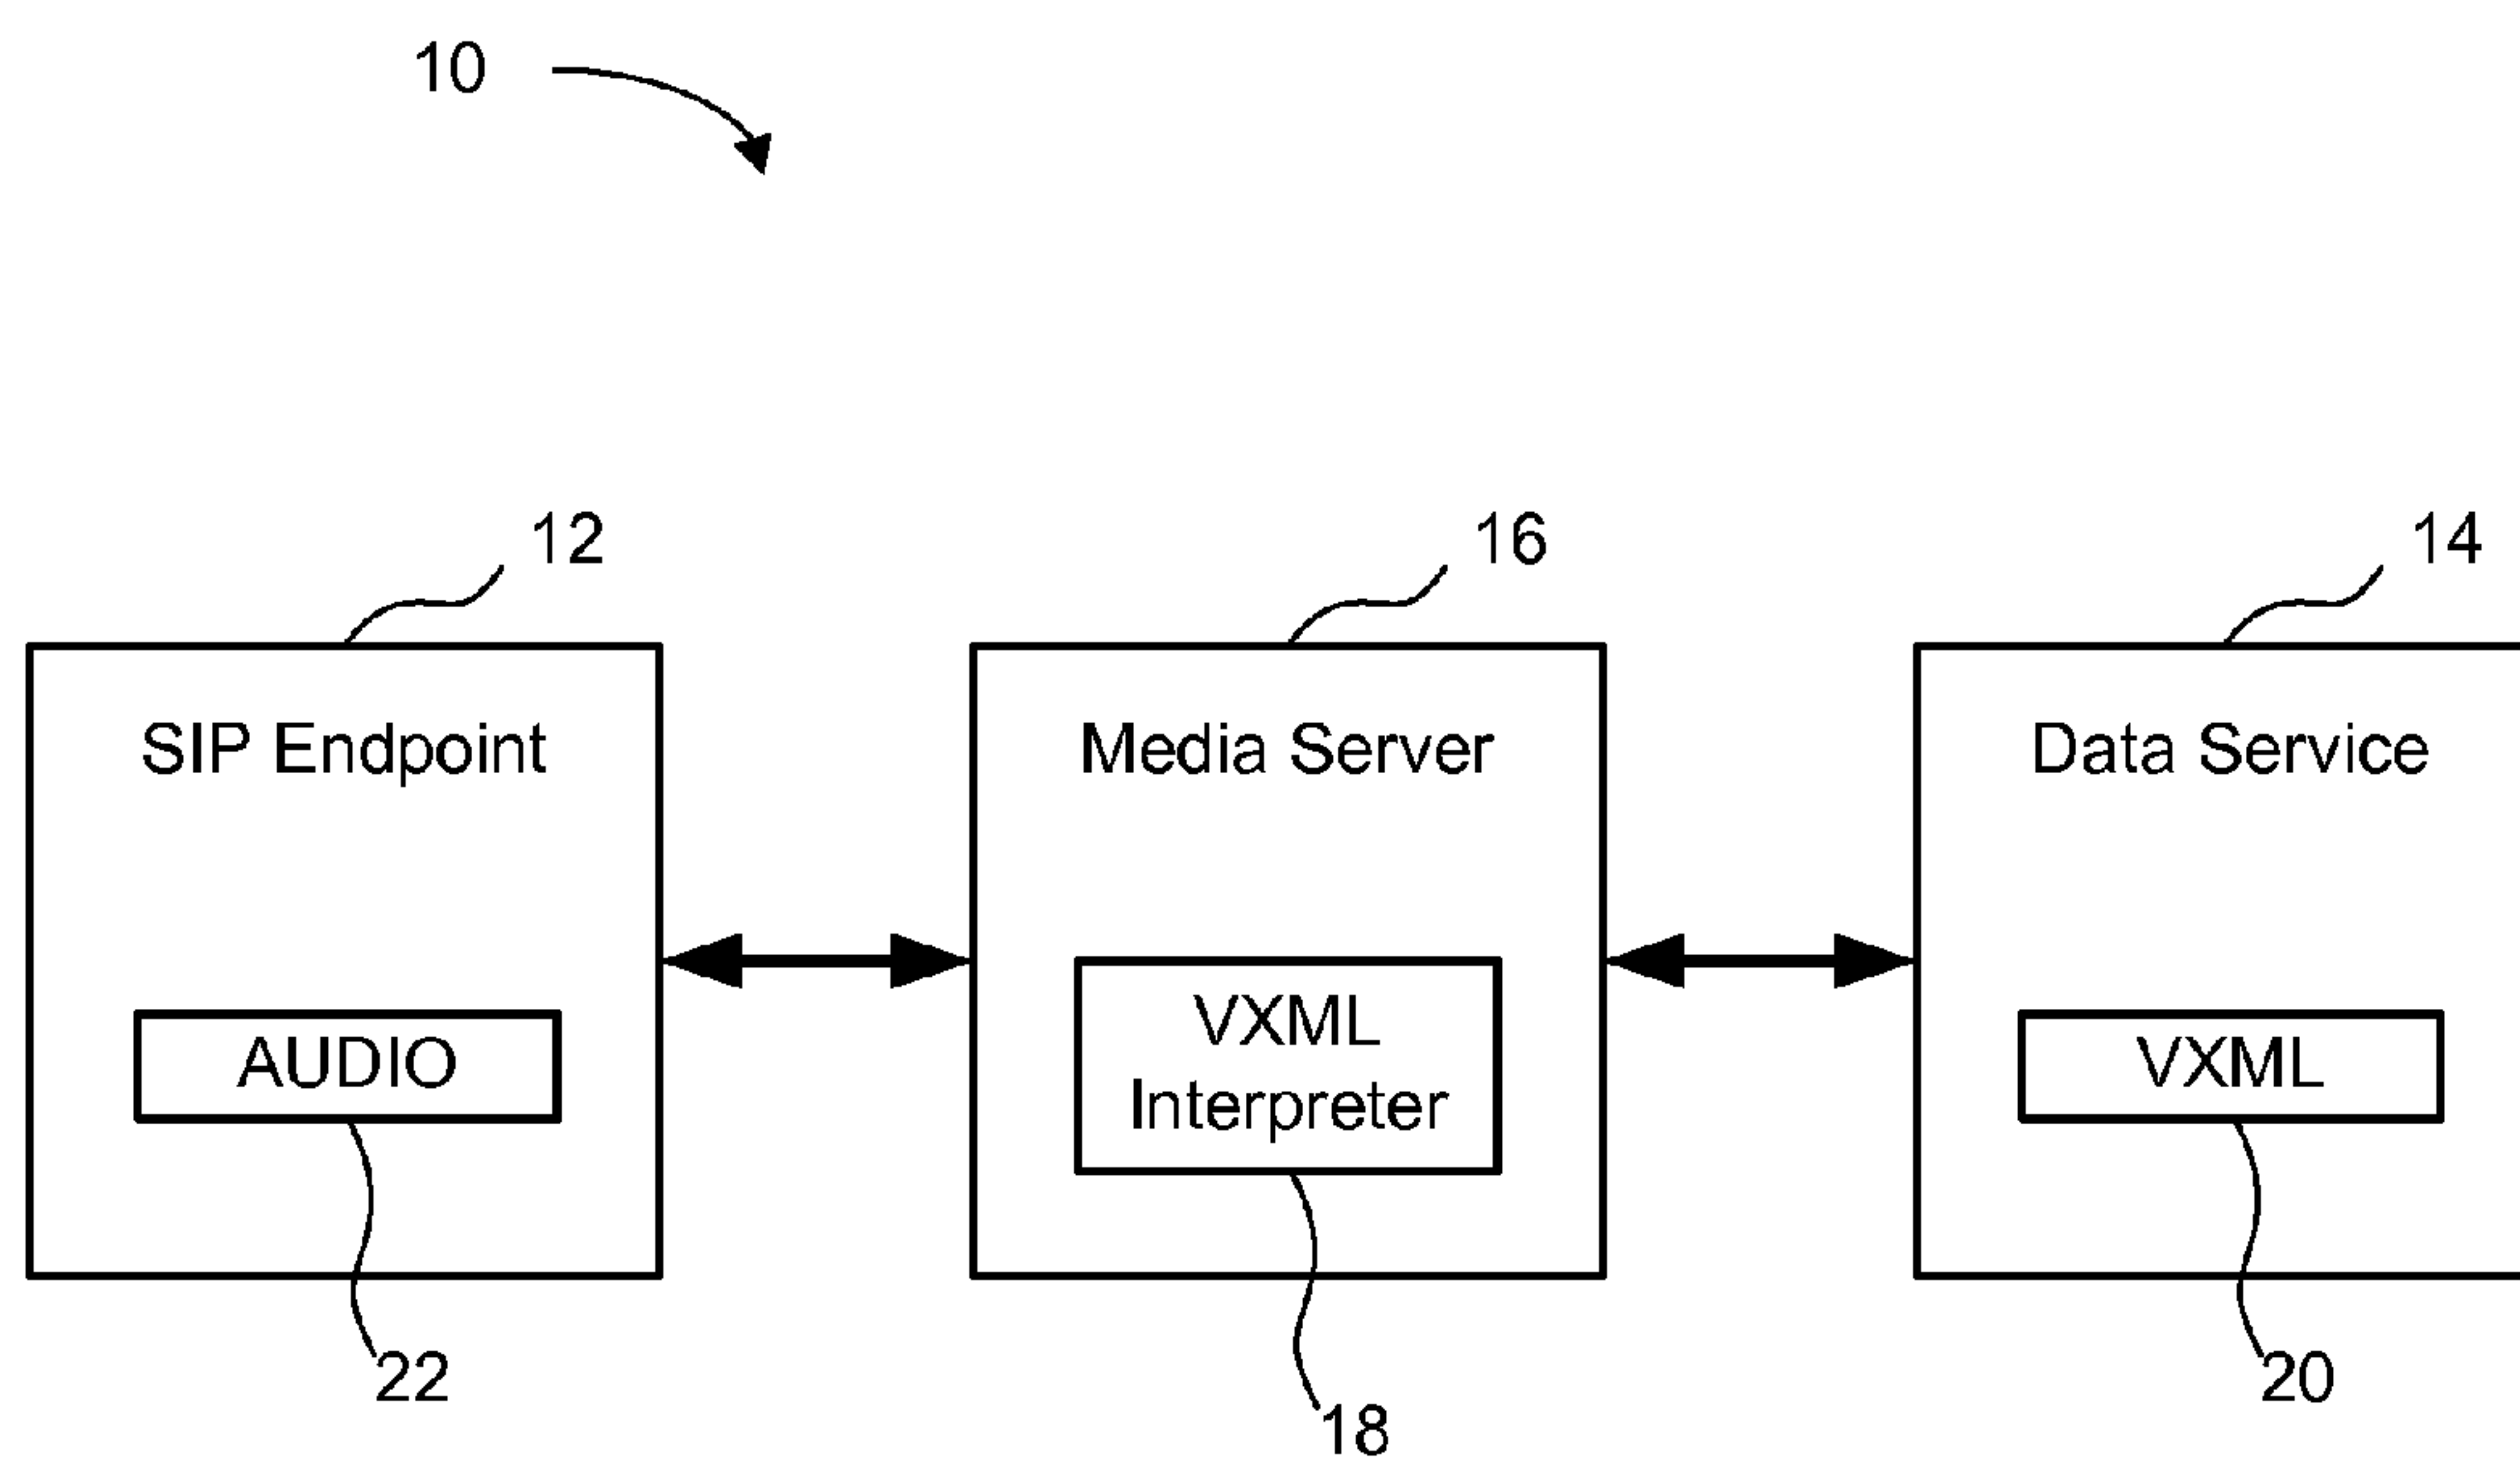 10
12
16
14
SIP Endpoint
Media Server
Data Service
AUDIO
VXML
Interpreter
VXML
22
18
20